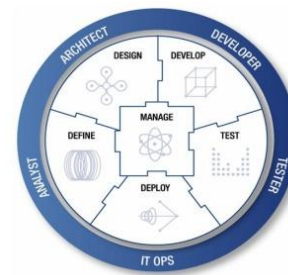 ARCHITECT
DEVELOPER
DESIGN
DEVELOP
MANAGE
DEFINE
TEST
DEPLOY
ANALYST
TESTER
IT OPS